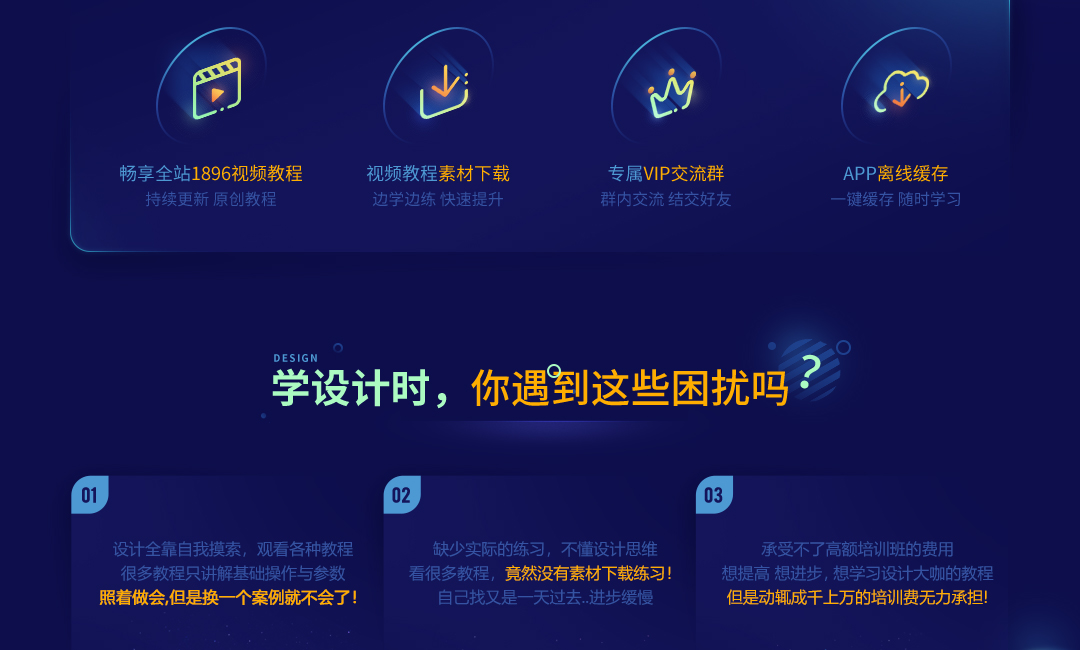 畅享全站1896视频教程
持续更新 原创教程
视频教程素材下载
边学边练 快速提升
专属VIP交流群
群内交流 结交好友
APP离线缓存
一键缓存 随时学习
DESIGN
学设计时，你遇到这些困扰吗？
01
设计全靠自我摸索，观看各种教程
很多教程只讲解基础操作与参数
照着做会,但是换一个案例就不会了!
02
缺少实际的练习，不懂设计思维
看很多教程，竟然没有素材下载练习!
自己找又是一天过去..进步缓慢
03
承受不了高额培训班的费用
想提高 想进步, 想学习设计大咖的教程
但是动辄成千上万的培训费无力承担!